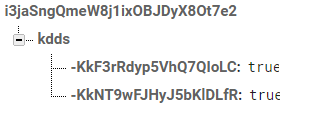 i3jaSngQmeW8j1ixOBJDyX8Ot7e2
kdds
-KkF3rRdyp5VhQ7QIoLC: true
-KkNT9wFJHyJ5bKlDLfR: true